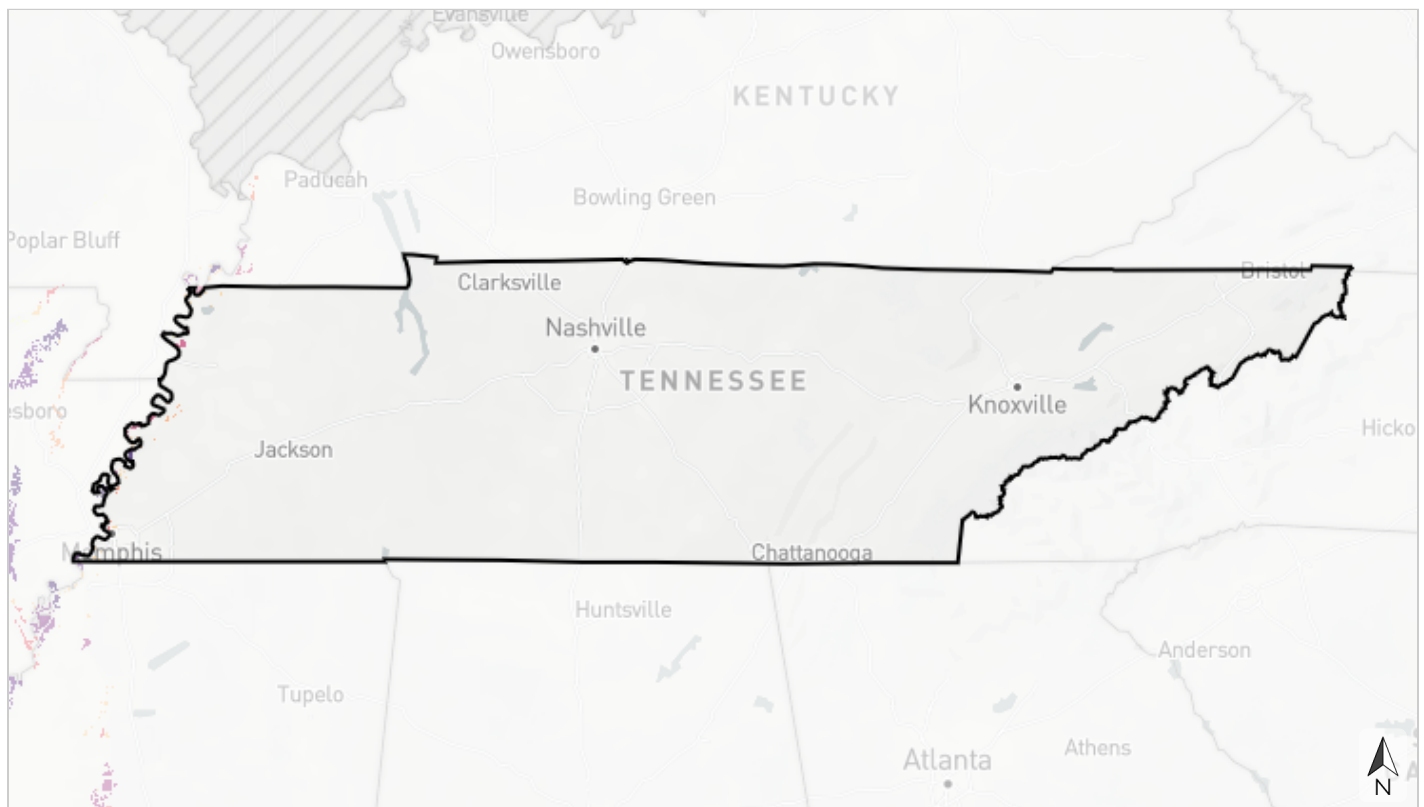 Evansville
Owensboro
KENTUCKY
Paducah
Bowling Green
Poplar Bluff
Bristol
Clarksville
Nashville
TENNESSEE
Knoxville
esboro
Hicko
Jackson
Memphis
Chattanooga
Huntsville
Anderson
Tupelo
Athens
Atlanta
A
N